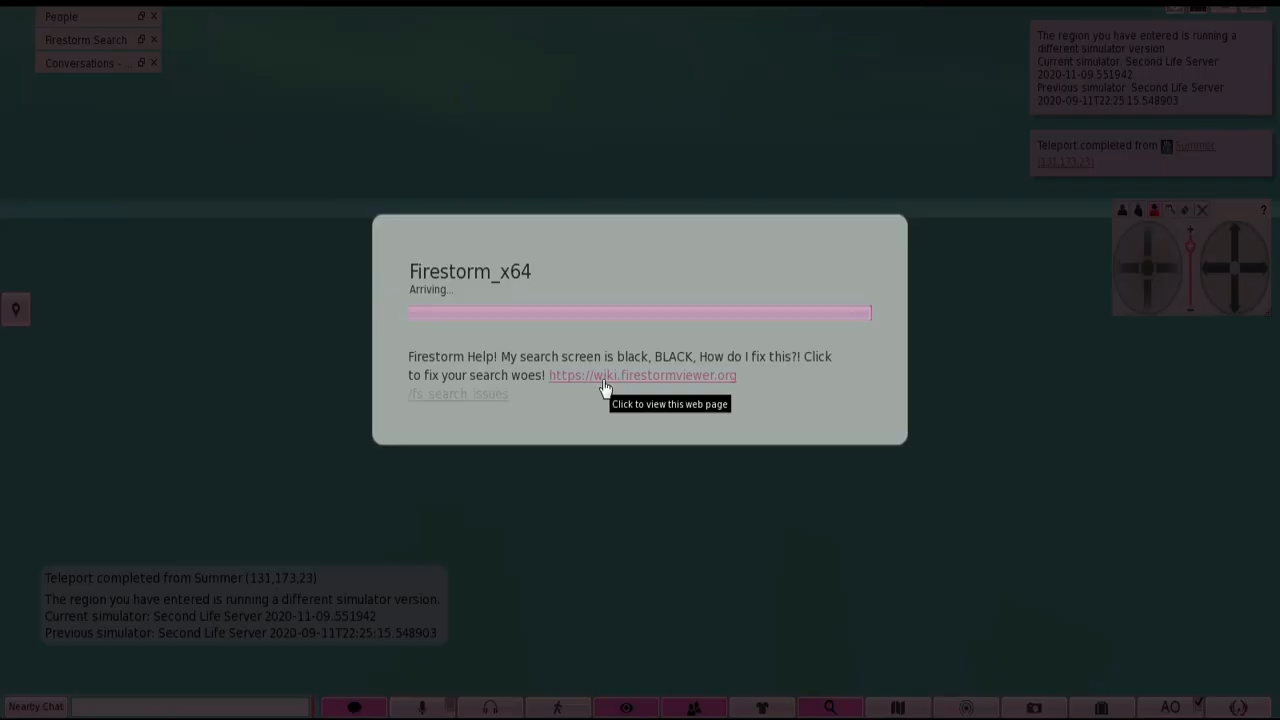 People
Firestorm Search
Conversations - ...
The region you have entered is running a
different simulator version
Current simulator: Second Life Server
2020-11-09.551942
Previous simulator: Second Life Server
2020-09-11T22:25:15.548903
Teleport completed from Summer
(131,173,23)
?
+
-
Firestorm_x64
Arriving...
Firestorm Help! My search screen is black, BLACK, How do I fix this?! Click
to fix your search woes! https://wiki.firestormviewer.org
/fs_search_issues
Click to view this web page
Teleport completed from Summer (131,173,23)
The region you have entered is running a different simulator version.
Current simulator: Second Life Server 2020-11-09.551942
Previous simulator: Second Life Server 2020-09-11T22:25:15.548903
Nearby Chat
AO